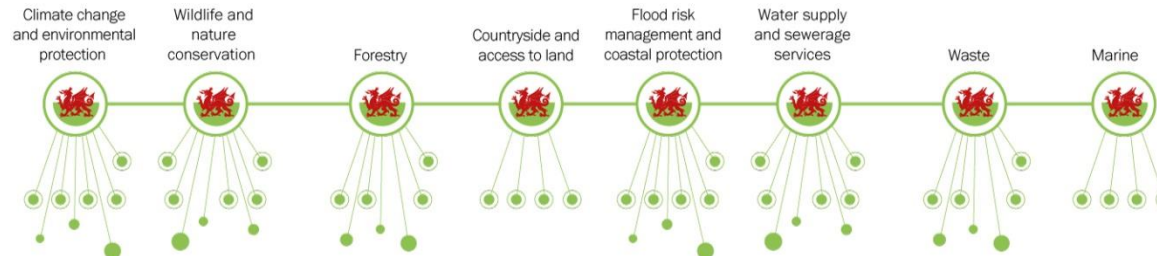 Climate change
and environmental
protection
Wildlife and
nature
conservation
Forestry
Countryside and
access to land
Flood risk
management and
coastal protection
Water supply
and sewerage
services
Waste
Marine